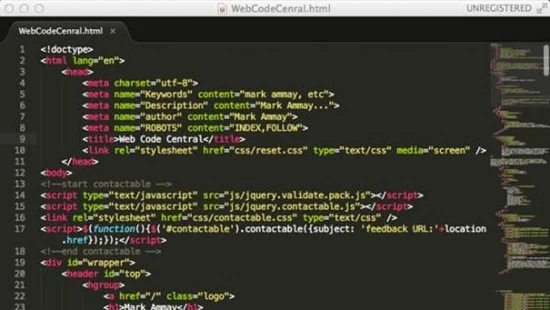 WebCodeCenral.html
UNREGISTERED
WebCodeCenral.html ×
1 <!doctype>
2 <html lang="en">
3 <head>
4 <meta charset="utf-8">
5 <meta name="Keywords" content="mark ammay, etc">
6 <meta name="Description" content="Mark Ammay...">
7 <meta name="author" content="Mark Ammay">
8 <meta name="ROBOTS" content="INDEX,FOLLOW">
9 <title>Web Code Central</title>
10 <link rel="stylesheet" href="css/reset.css" type="text/css" media="screen" />
11 </head>
12 <body>
13 <!--start contactable -->
14 <script type="text/javascript" src="js/jquery.validate.pack.js"></script>
15 <script type="text/javascript" src="js/jquery.contactable.js"></script>
16 <link rel="stylesheet" href="css/contactable.css" type="text/css" />
17 <script>$(function(){$('#contactable').contactable({subject: 'feedback URL:'+location
.href});});</script>
18 <!--end contactable -->
19 <div id="wrapper">
20 <header id="top">
21 <hgroup>
22 <a href="/" class="logo">
23 <h1>Mark Ammay</h1>